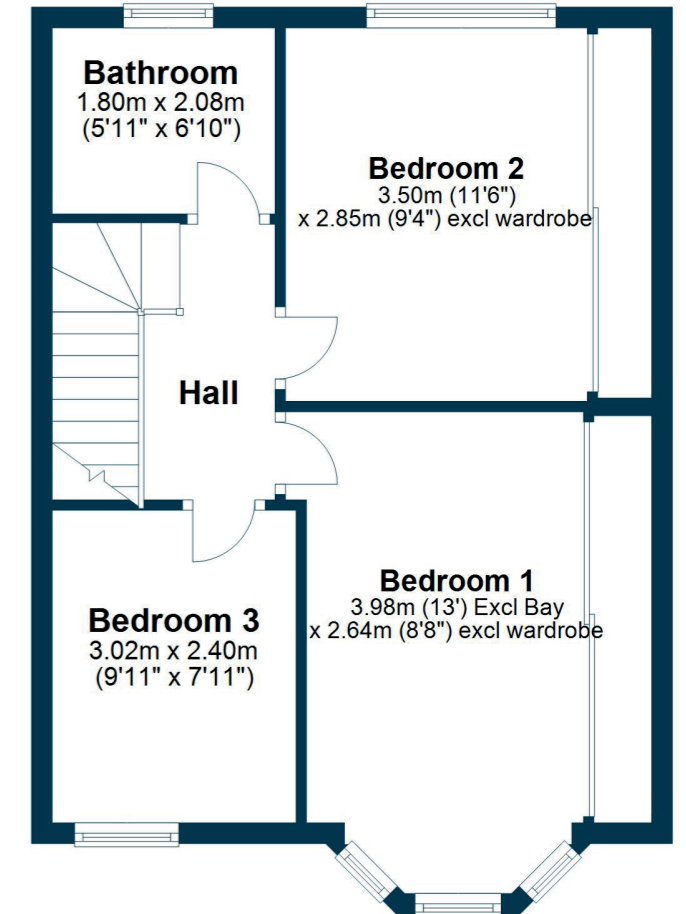 Bathroom
1.80m x 2.08m
(5'11" x 6'10")
Bedroom 2
3.50m (11'6")
x 2.85m (9'4") excl wardrobe
Hall
Bedroom 1
3.98m (13') Excl Bay
x 2.64m (8'8") excl wardrobe
Bedroom 3
3.02m x 2.40m
(9'11" x 7'11")